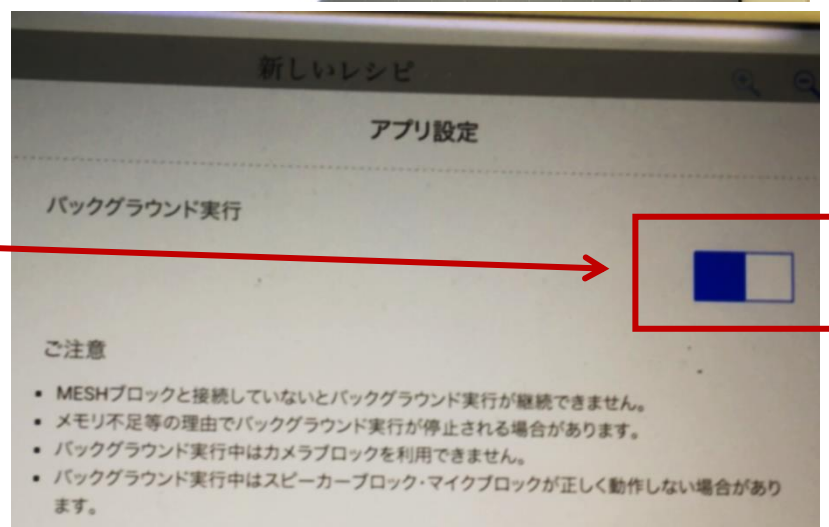 新しいレシピ
アプリ設定
バックグラウンド実行
ご注意
▪ MESHブロックと接続していないとバックグラウンド実行が継続できません。
▪ メモリ不足等の理由でバックグラウンド実行が停止される場合があります。
▪ バックグラウンド実行中はカメラブロックを利用できません。
▪ バックグラウンド実行中はスピーカーブロック・マイクブロックが正しく動作しない場合があり
ます。